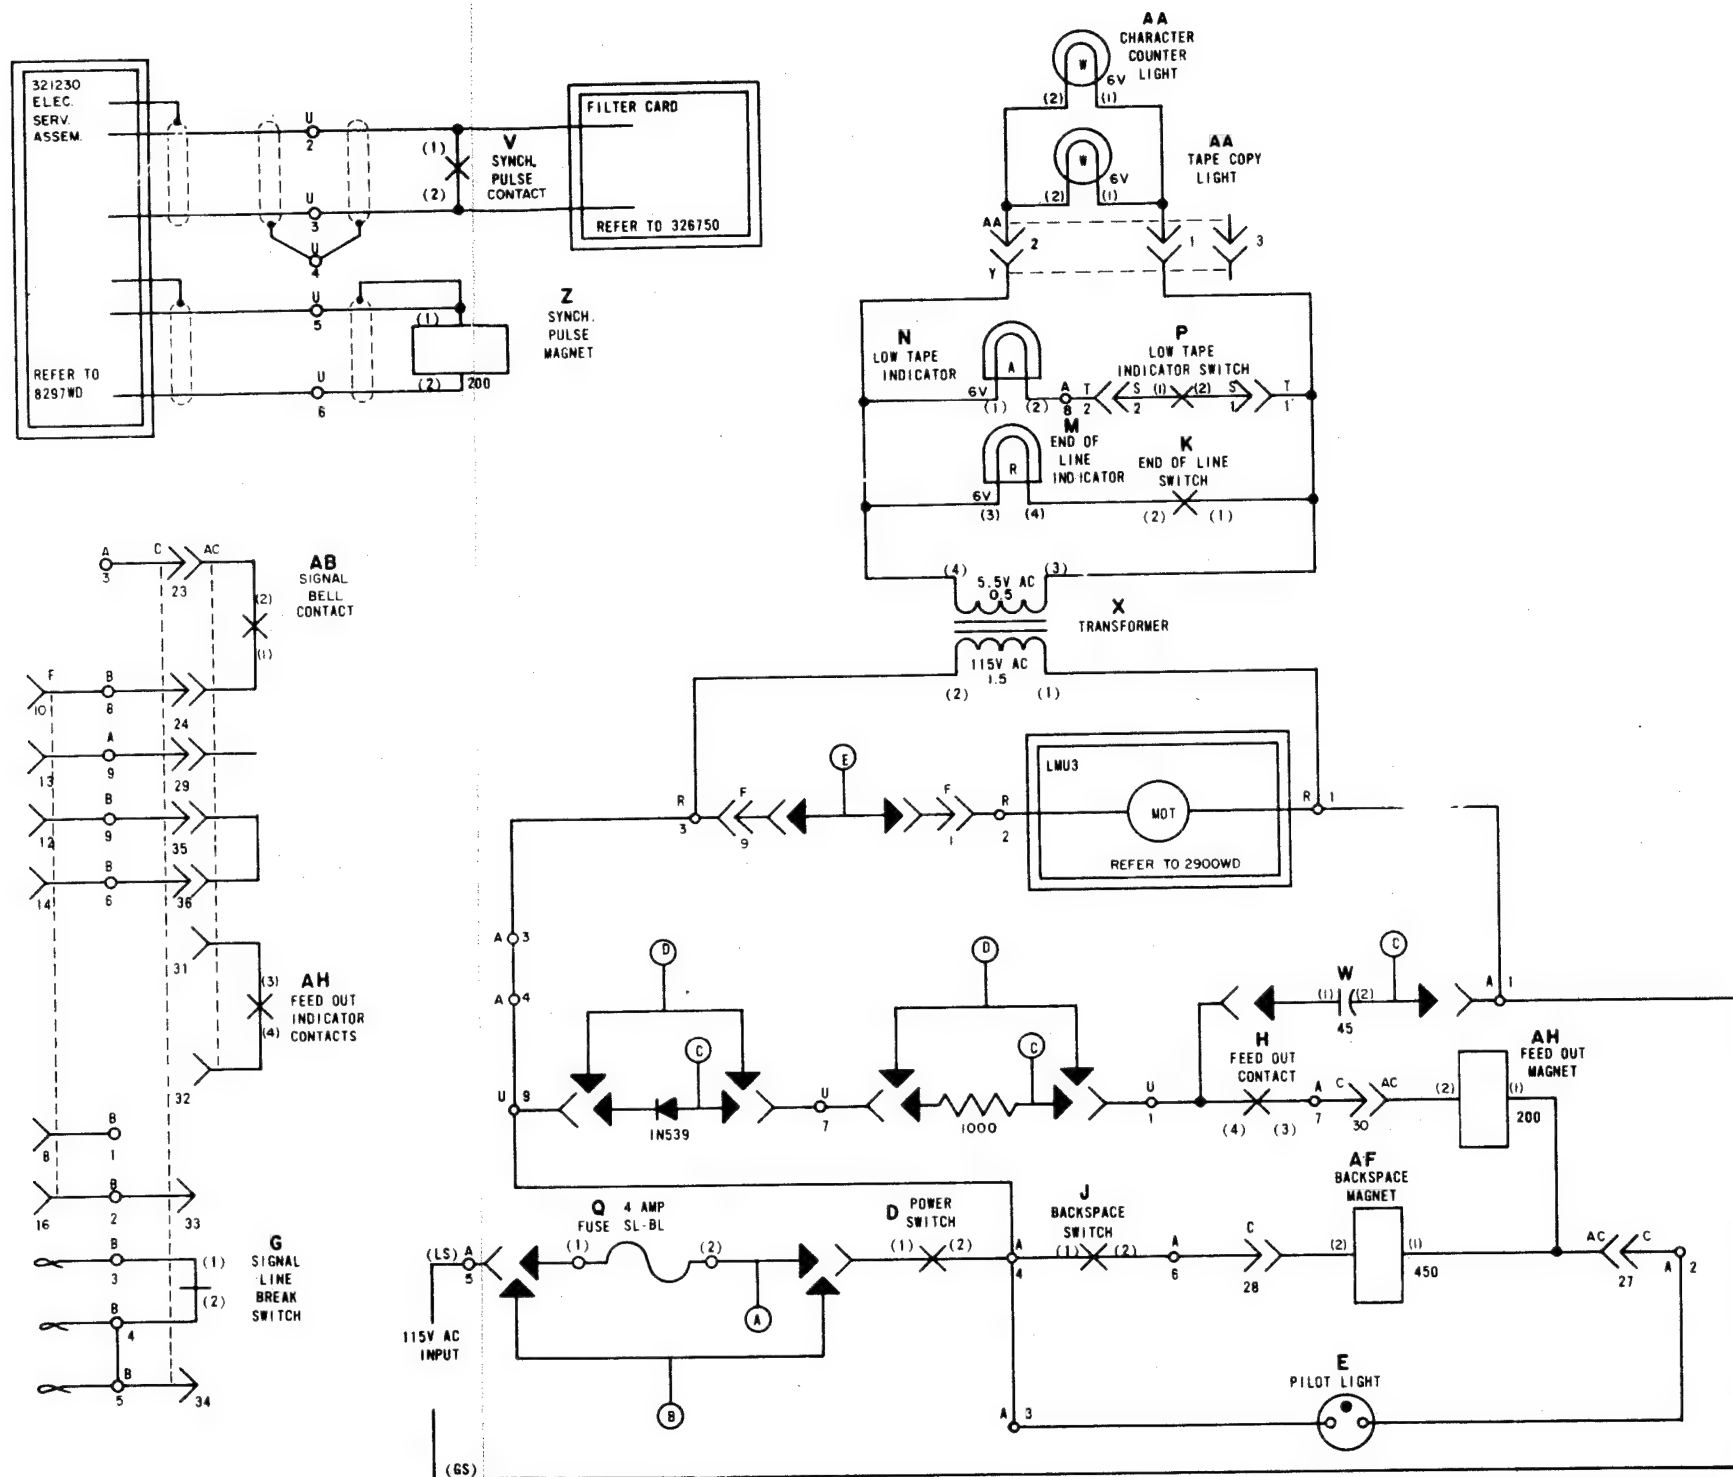 321230
ELEC.
SERV.
ASSEM.
REFER TO
8297WD
U
2
U
3
U
4
U
5
U
6
(1)
(2)
V
SYNCH.
PULSE
CONTACT
FILTER CARD
REFER TO 326750
(1)
(2)
200
Z
SYNCH.
PULSE
MAGNET
AA
CHARACTER
COUNTER
LIGHT
W
6V
(2)
(1)
AA
TAPE COPY
LIGHT
W
6V
(2)
(1)
AA
2
1
3
Y
N
LOW TAPE
INDICATOR
A
6V
(1)
(2)
A
8
T
2
S
2
(1)
(2)
S
1
T
1
P
LOW TAPE
INDICATOR SWITCH
M
END OF
LINE
INDICATOR
R
6V
(3)
(4)
K
END OF LINE
SWITCH
(2)
(1)
(4)
(3)
5.5V AC
0.5
X
TRANSFORMER
115V AC
1.5
(2)
(1)
A
3
C
AC
23
(2)
(1)
AB
SIGNAL
BELL
CONTACT
F
10
B
8
24
13
A
9
29
12
B
9
35
14
B
6
36
31
(3)
(4)
32
AH
FEED OUT
INDICATOR
CONTACTS
8
B
1
16
B
2
33
B
3
(1)
(2)
B
4
B
5
34
G
SIGNAL
LINE
BREAK
SWITCH
R
3
F
9
E
F
1
R
2
LMU3
MOT
REFER TO 2900WD
R
1
A
3
A
4
U
9
D
C
1N539
U
7
D
C
1000
U
1
W
(1)
(2)
45
C
A
1
H
FEED OUT
CONTACT
(4)
(3)
A
7
C
AC
30
(2)
(1)
200
AH
FEED OUT
MAGNET
(LS)
A
5
115V AC
INPUT
(GS)
Q
FUSE
4 AMP
SL-BL
(1)
(2)
A
B
D
POWER
SWITCH
(1)
(2)
A
4
J
BACKSPACE
SWITCH
(1)
(2)
A
6
C
28
AF
BACKSPACE
MAGNET
(2)
(1)
450
AC
C
27
A
2
A
3
E
PILOT LIGHT